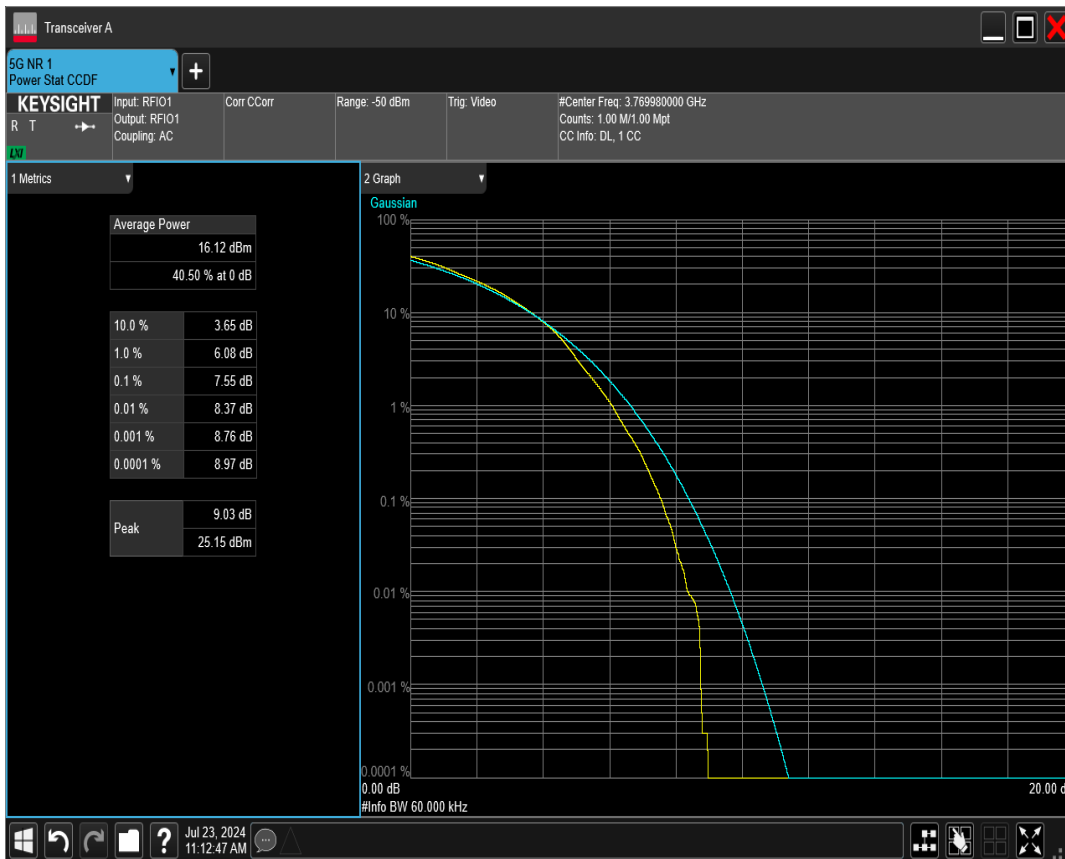 Transceiver A
5G NR 1
Power Stat CCDF
KEYSIGHT
R T
LXI
Input: RFIO1
Output: RFIO1
Coupling: AC
Corr CCorr
Range: -50 dBm
Trig: Video
#Center Freq: 3.769980000 GHz
Counts: 1.00 M/1.00 Mpt
CC Info: DL, 1 CC
1 Metrics
Average Power
16.12 dBm
40.50 % at 0 dB
10.0 % 3.65 dB
1.0 % 6.08 dB
0.1 % 7.55 dB
0.01 % 8.37 dB
0.001 % 8.76 dB
0.0001 % 8.97 dB
Peak
9.03 dB
25.15 dBm
2 Graph
Gaussian
100 %
10 %
1 %
0.1 %
0.01 %
0.001 %
0.0001 %
0.00 dB
20.00 d
#Info BW 60.000 kHz
Jul 23, 2024
11:12:47 AM